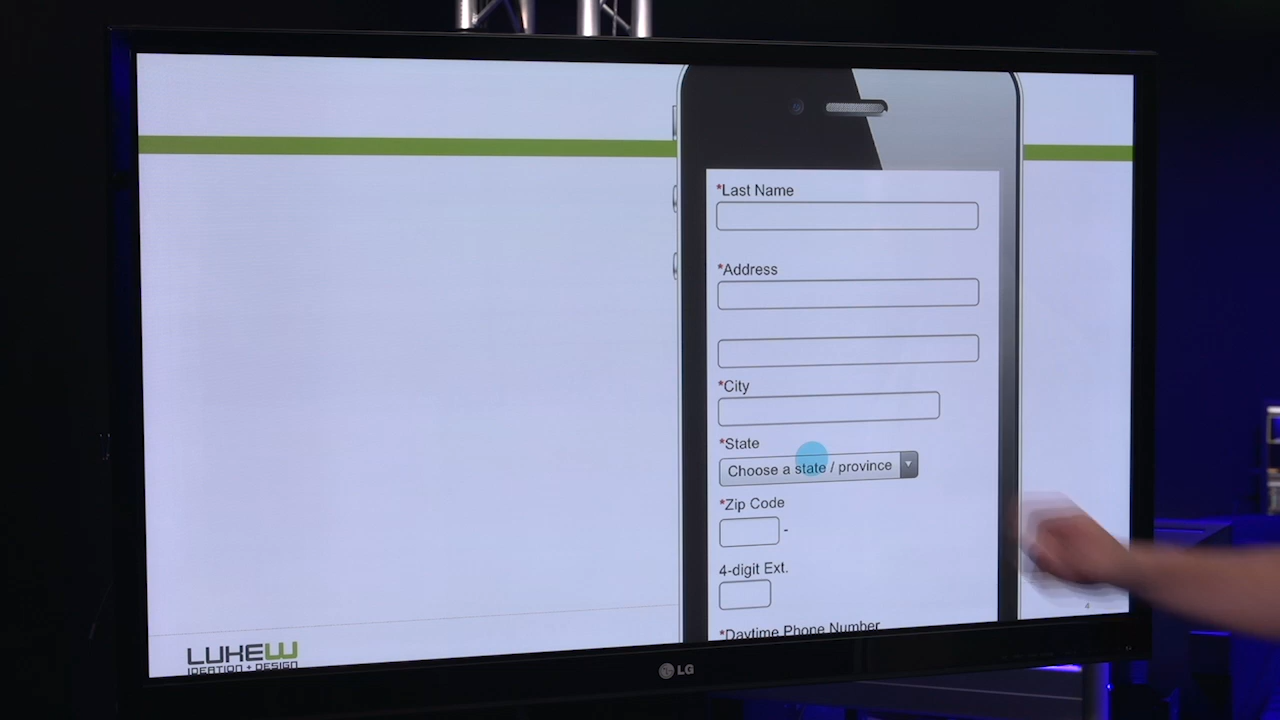 *Last Name
*Address
*City
*State
Choose a state / province
*Zip Code
-
4-digit Ext.
*Daytime Phone Number
4
LUKEW
IDEATION + DESIGN
LG